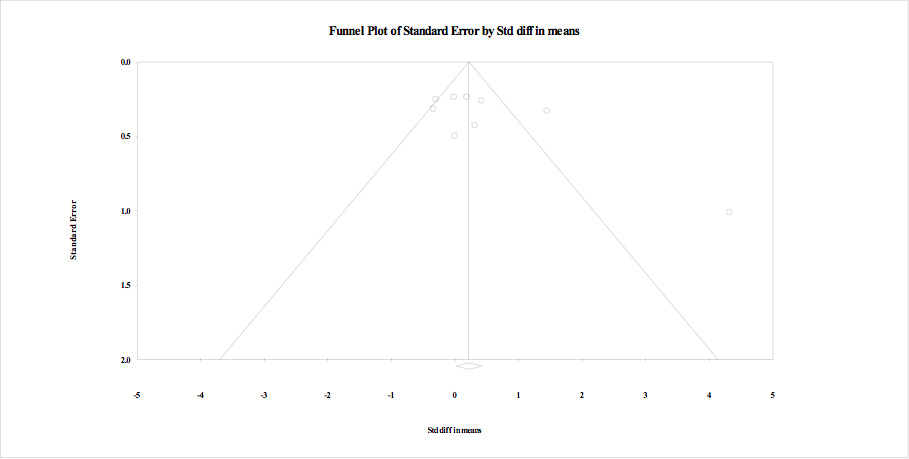 Funnel Plot of Standard Error by Std diff in means
0.0
0.5
1.0
1.5
2.0
Standard Error
-5 -4 -3 -2 -1 0 1 2 3 4 5
Std diff in means